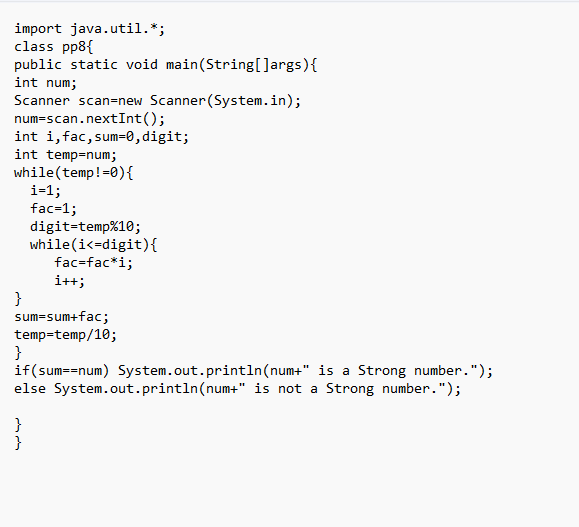 import java.util.*;
class pp8{
public static void main(String[]args){
int num;
Scanner scan=new Scanner(System.in);
num=scan.nextInt();
int i,fac,sum=0,digit;
int temp=num;
while(temp!=0){
  i=1;
  fac=1;
  digit=temp%10;
  while(i<=digit){
     fac=fac*i;
     i++;
}
sum=sum+fac;
temp=temp/10;
}
if(sum==num) System.out.println(num+" is a Strong number.");
else System.out.println(num+" is not a Strong number.");

}
}